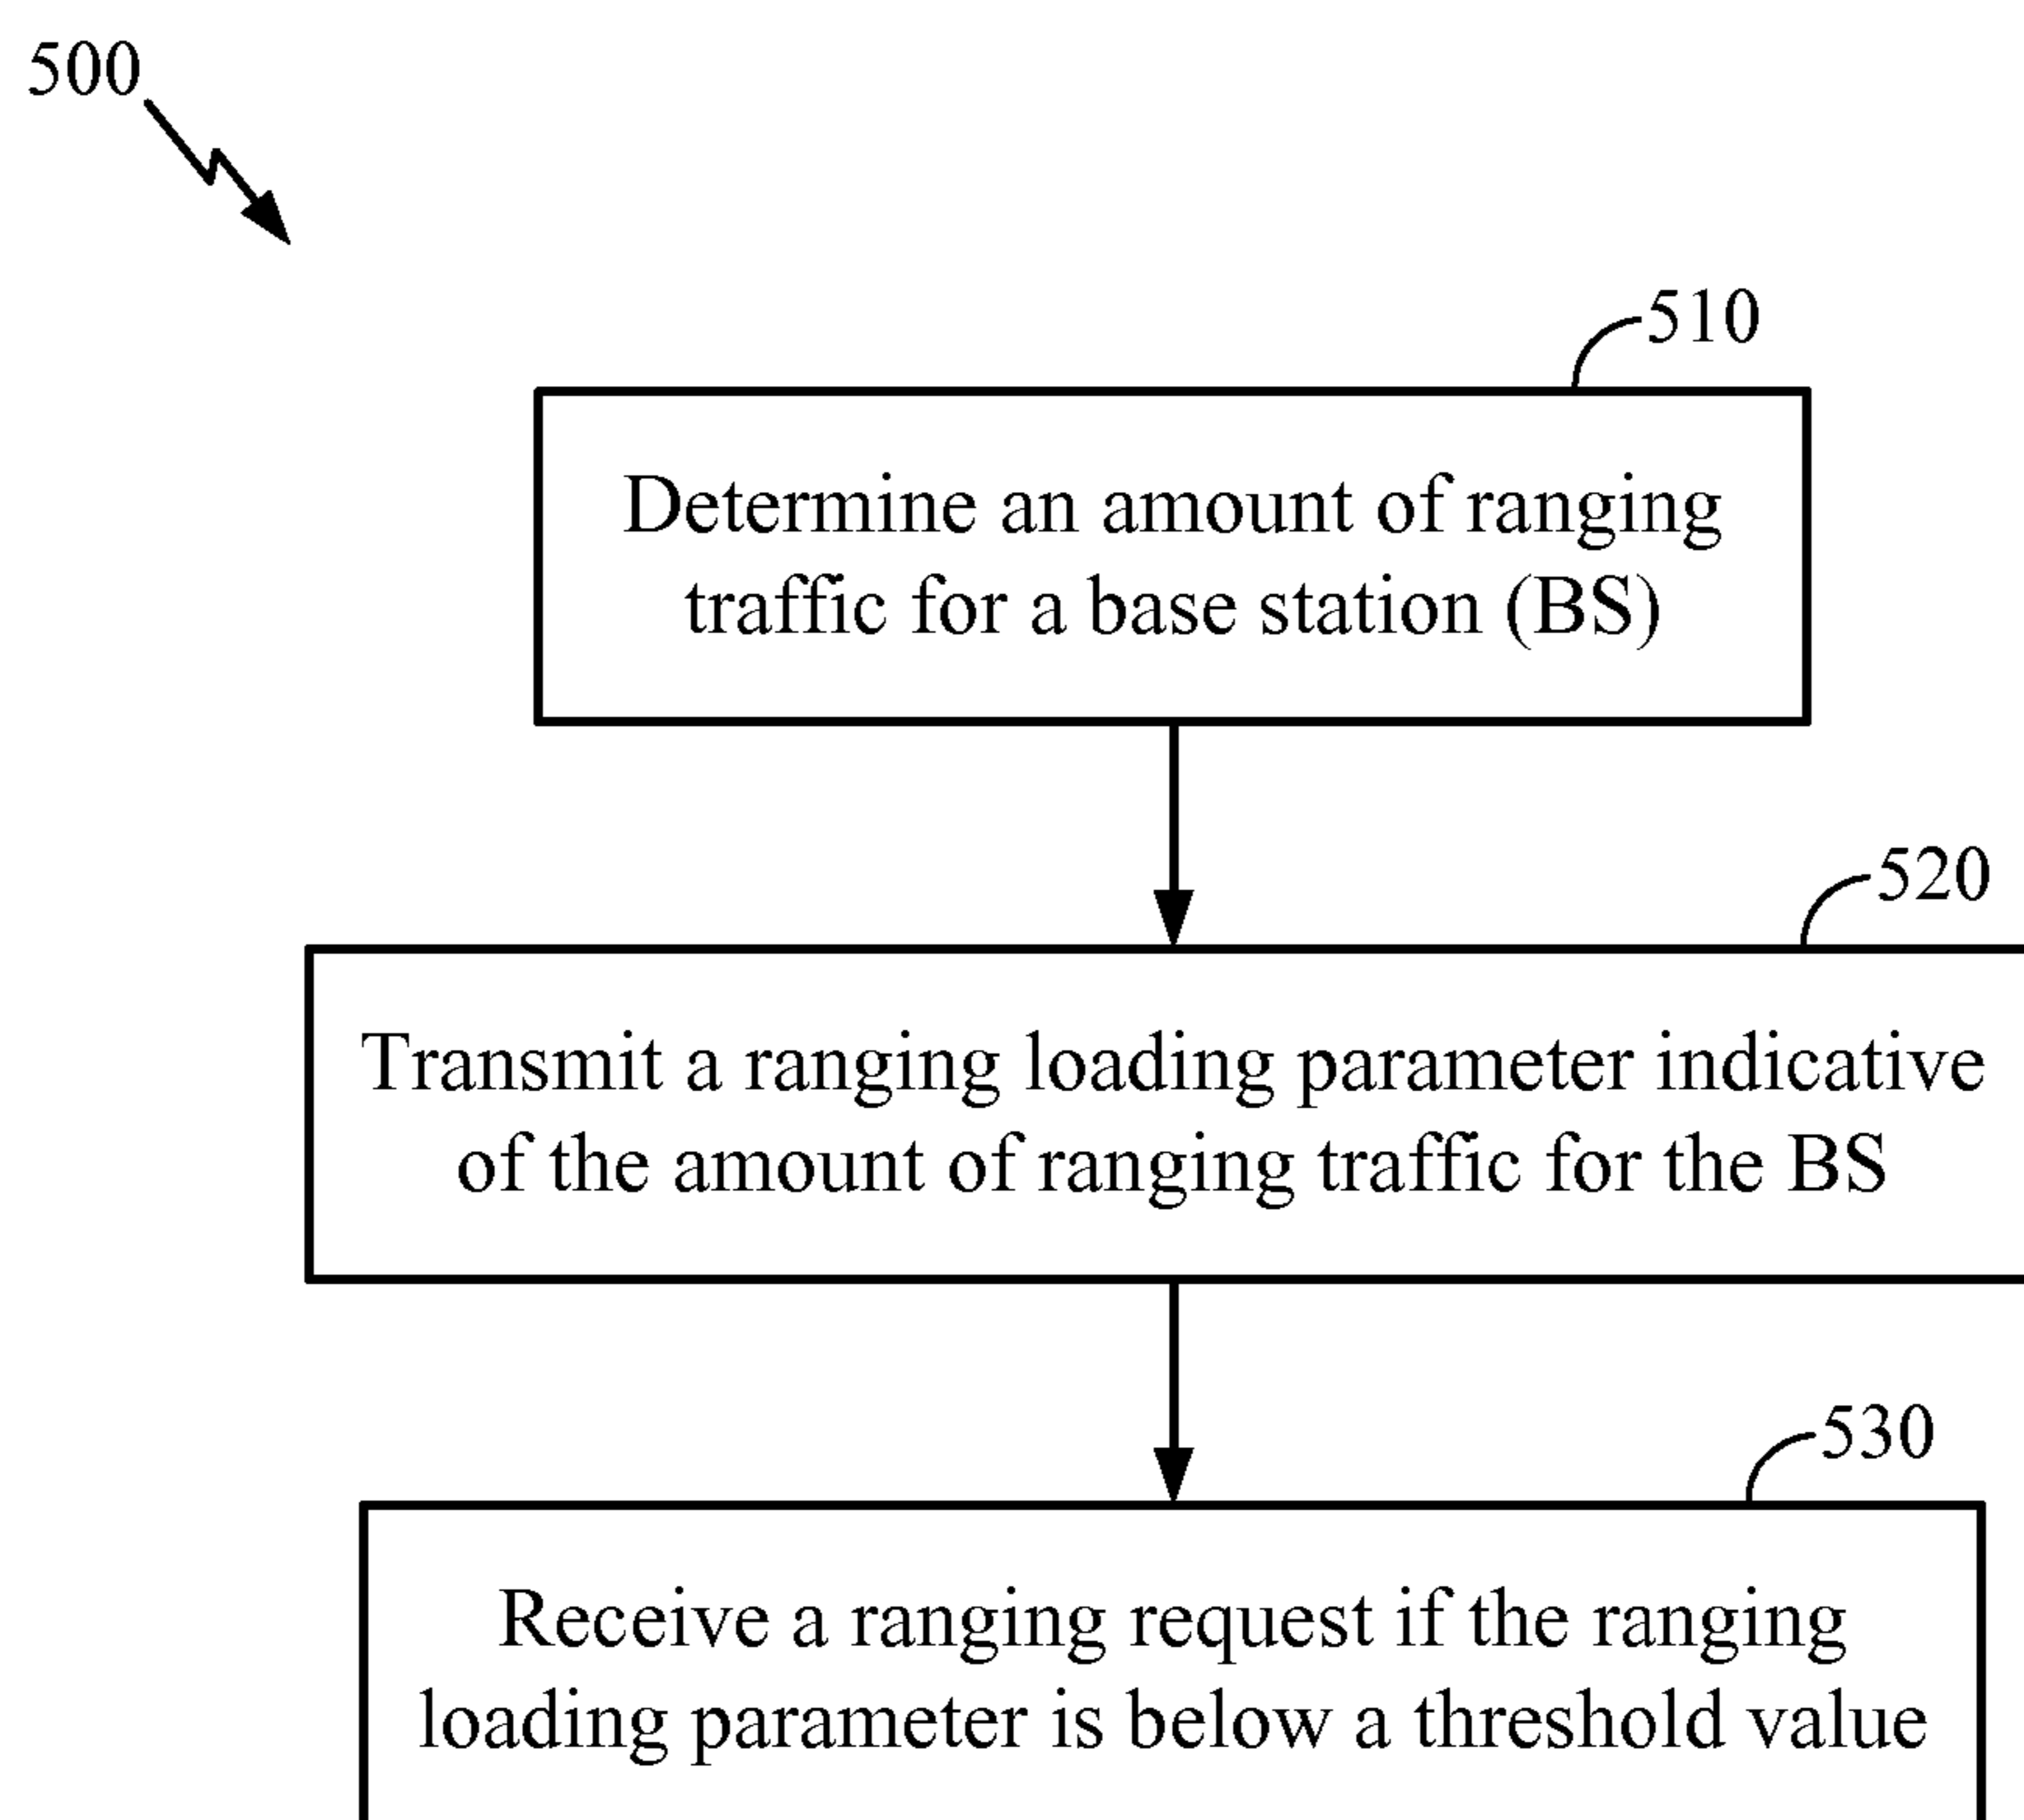 500
510
Determine an amount of ranging
traffic for a base station (BS)
520
Transmit a ranging loading parameter indicative
of the amount of ranging traffic for the BS
530
Receive a ranging request if the ranging
loading parameter is below a threshold value